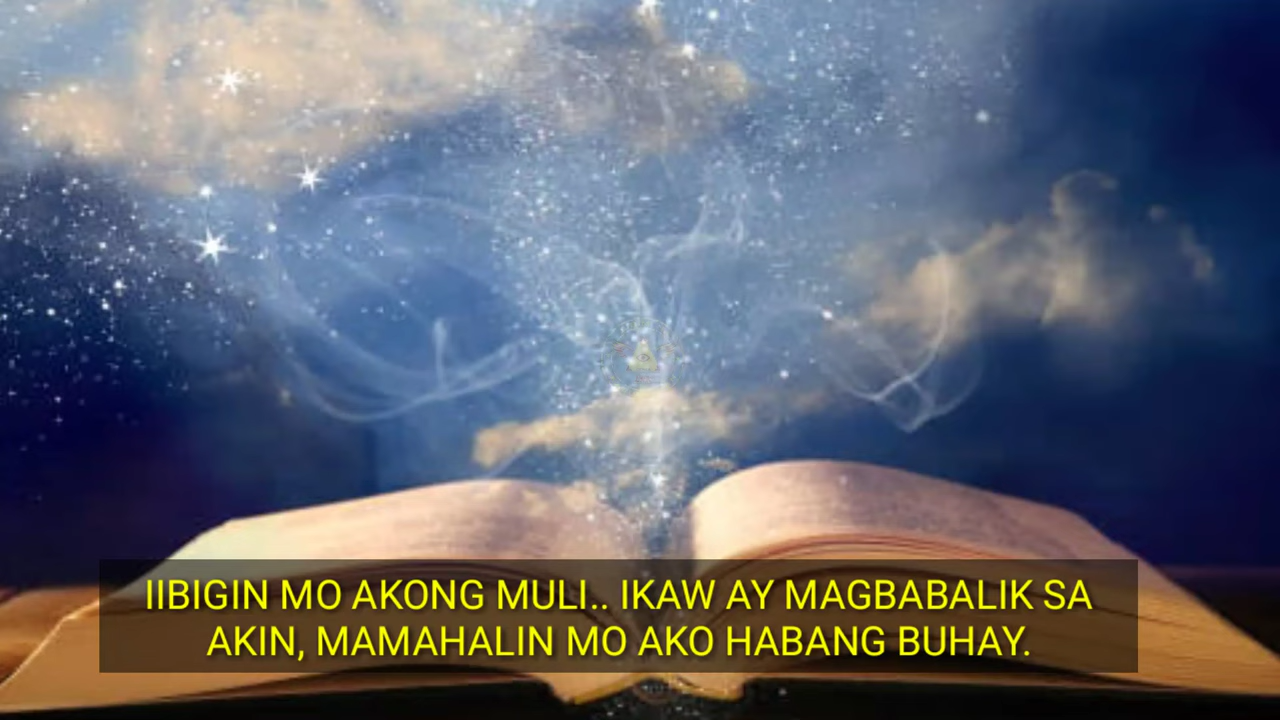 IIBIGIN MO AKONG MULI.. IKAW AY MAGBABALIK SA
AKIN, MAMAHALIN MO AKO HABANG BUHAY.